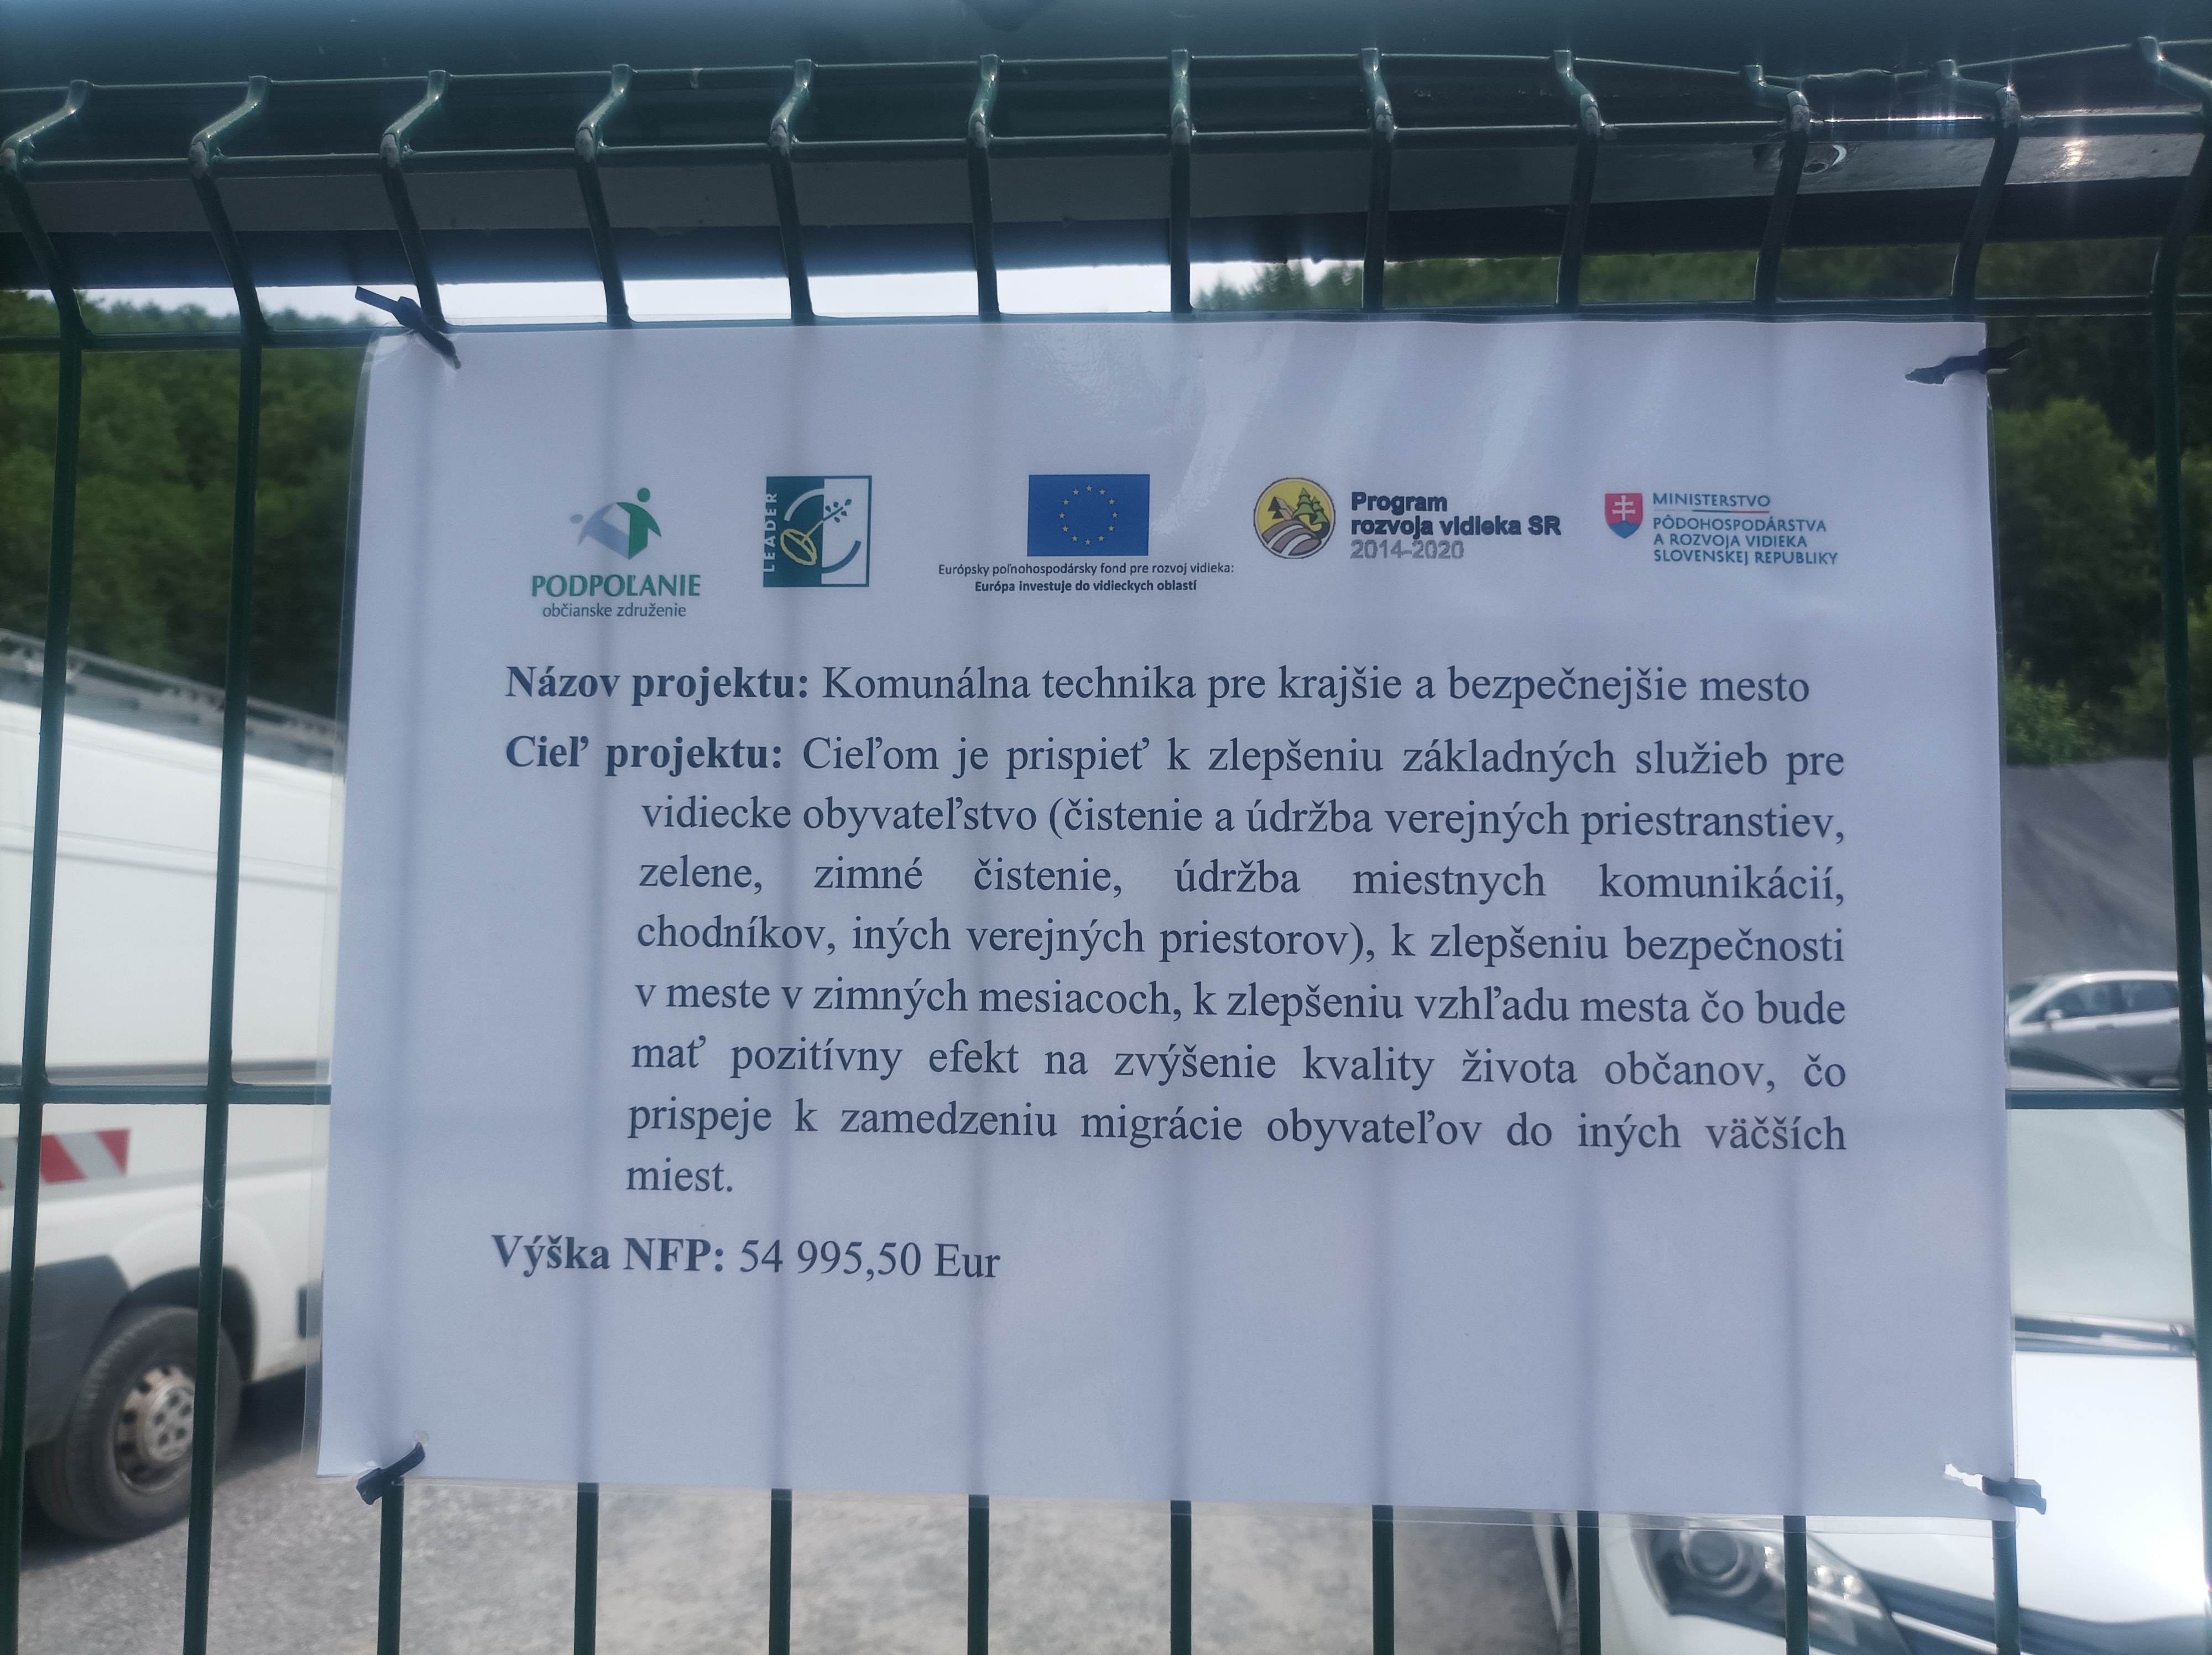 PODPOĽANIE
občianske združenie
LEADER
Európsky poľnohospodársky fond pre rozvoj vidieka:
Európa investuje do vidieckych oblastí
Program
rozvoja vidieka SR
2014-2020
MINISTERSTVO
PÔDOHOSPODÁRSTVA
A ROZVOJA VIDIEKA
SLOVENSKEJ REPUBLIKY
Názov projektu: Komunálna technika pre krajšie a bezpečnejšie mesto
Cieľ projektu: Cieľom je prispieť k zlepšeniu základných služieb pre
vidiecke obyvateľstvo (čistenie a údržba verejných priestranstiev,
zelene, zimné čistenie, údržba miestnych komunikácií,
chodníkov, iných verejných priestorov), k zlepšeniu bezpečnosti
v meste v zimných mesiacoch, k zlepšeniu vzhľadu mesta čo bude
mať pozitívny efekt na zvýšenie kvality života občanov, čo
prispeje k zamedzeniu migrácie obyvateľov do iných väčších
miest.
Výška NFP: 54 995,50 Eur